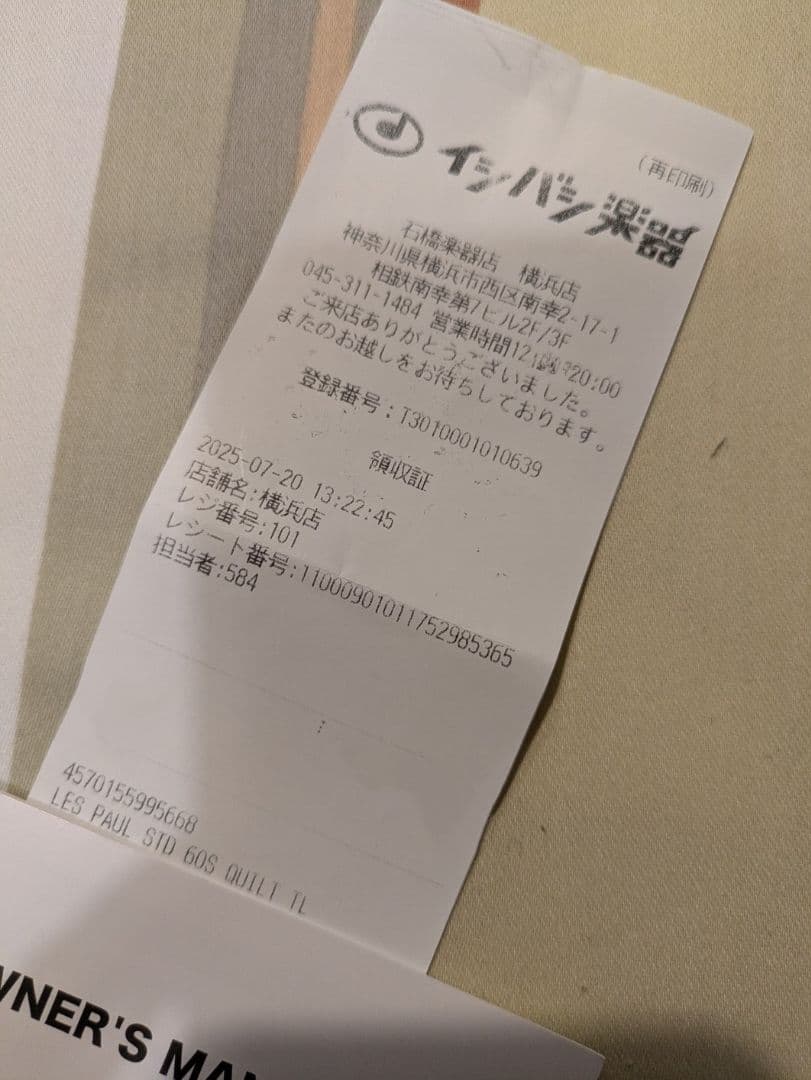 (再印刷)
イシバシ楽器
石橋楽器店 横浜店
神奈川県横浜市西区南幸2-17-1
相鉄南幸第7ビル2F/3F
045-311-1484 営業時間12: 20:00
ご来店ありがとうございました。
またのお越しをお待ちしております。
登録番号:T3010001010639
領収証
2025-07-20 13:22:45
店舗名:横浜店
レジ番号:101
レシート番号:11000901011752985365
担当者:584
4570155995668
LES PAUL STD 60S QUILT TL
WNER'S MAN